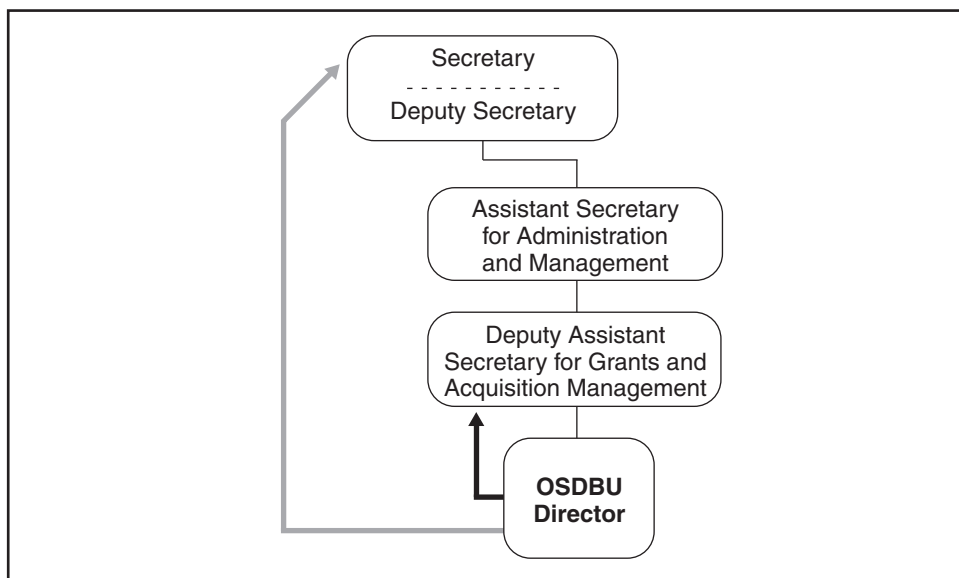 Secretary
Deputy Secretary
Assistant Secretary
for Administration
and Management
Deputy Assistant
Secretary for Grants and
Acquisition Management
OSDBU
Director